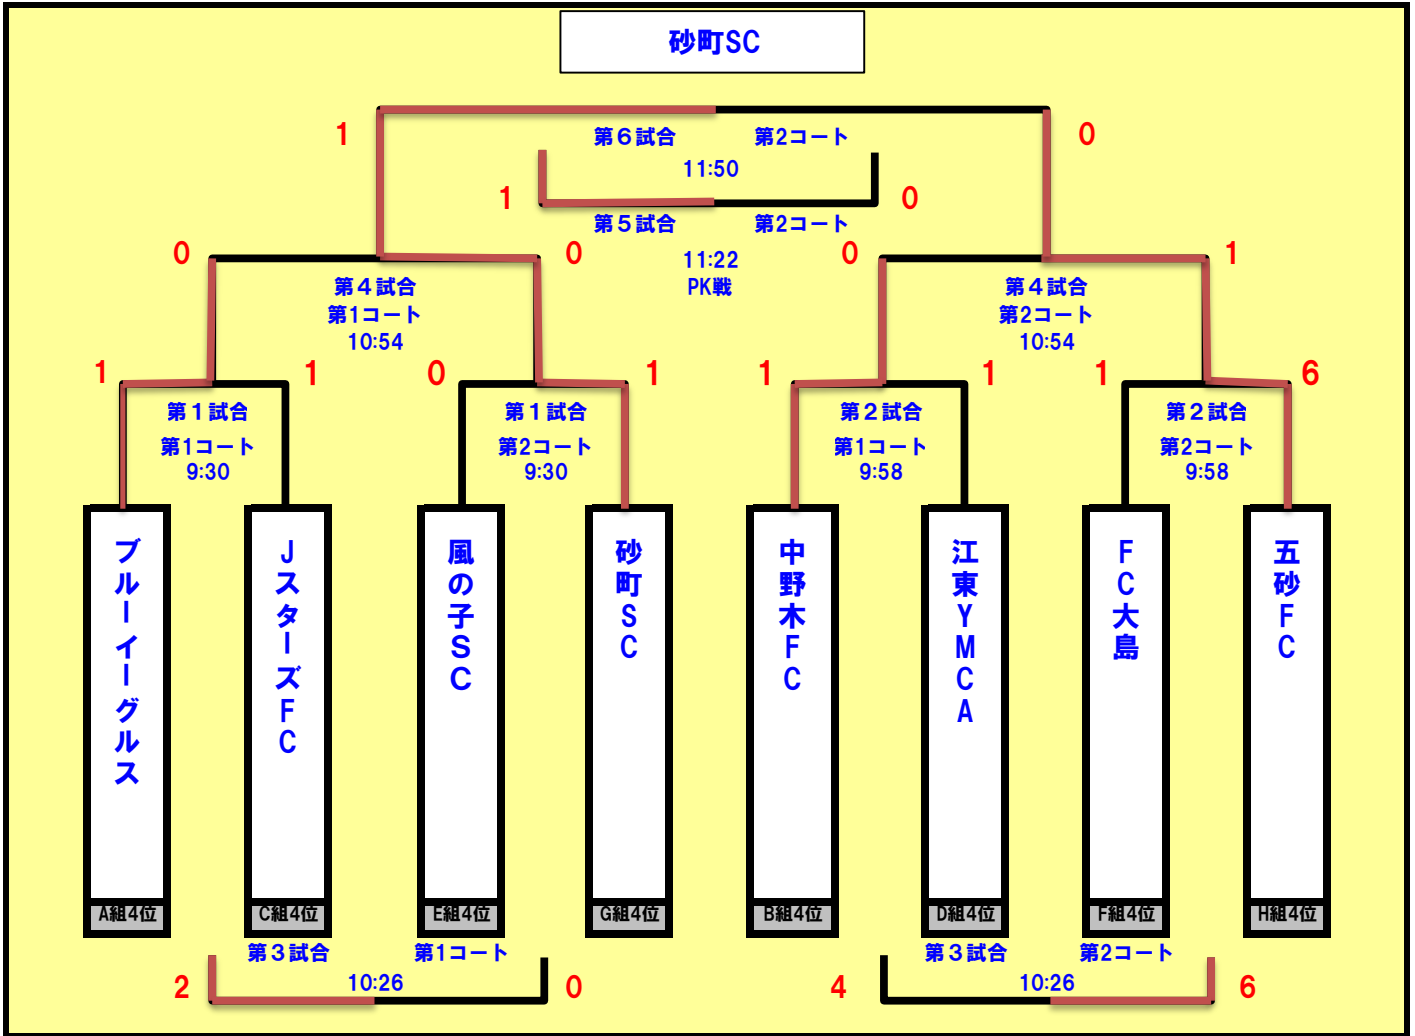 砂町SC
1
第6試合 第2コート
0
11:50
1
0
第5試合 第2コート
0
0
11:22
PK戦
0
1
第4試合
第1コート
10:54
第4試合
第2コート
10:54
1
1
0
1
1
1
1
6
第1試合
第1コート
9:30
第1試合
第2コート
9:30
第2試合
第1コート
9:58
第2試合
第2コート
9:58
ブルーイーグルス
JスターズFC
風の子SC
砂町SC
中野木FC
江東YMCA
FC大島
五砂FC
A組4位
C組4位
E組4位
G組4位
B組4位
D組4位
F組4位
H組4位
第3試合 第1コート
2
10:26
0
第3試合 第2コート
4
10:26
6